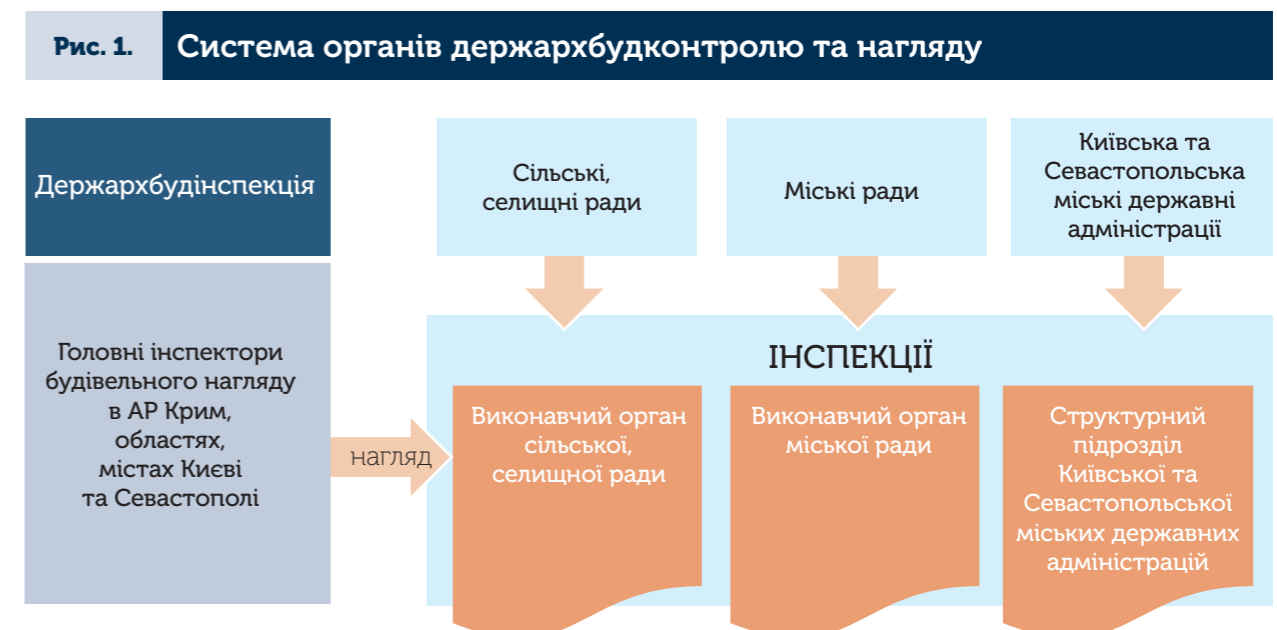 Рис. 1.
Система органів держархбудконтролю та нагляду
Держархбудінспекція
Сільські,
селищні ради
Міські ради
Київська та
Севастопольська
міські державні
адміністрації
Головні інспектори
будівельного нагляду
в АР Крим,
областях,
містах Києві
та Севастополі
нагляд
ІНСПЕКЦІЇ
Виконавчий орган
сільської,
селищної ради
Виконавчий орган
міської ради
Структурний
підрозділ
Київської та
Севастопольської
міських державних
адміністрацій